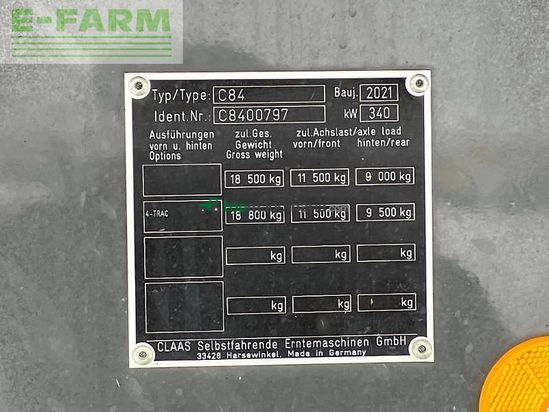 E-FARM
Typ/Type: C84 Bauj. 2021
Ident.Nr.: C8400797 kW 340
Ausführungen zul.Ges. zul.Achslast/axle load
vorn u. hinten Gewicht vorn/front hinten/rear
Options Gross weight
18 500 kg 11 500 kg 9 000 kg
4-TRAC 18 800 kg 11 500 kg 9 500 kg
kg kg kg
kg kg kg
CLAAS Selbstfahrende Erntemaschinen GmbH
33428 Harsewinkel, Made in Germany